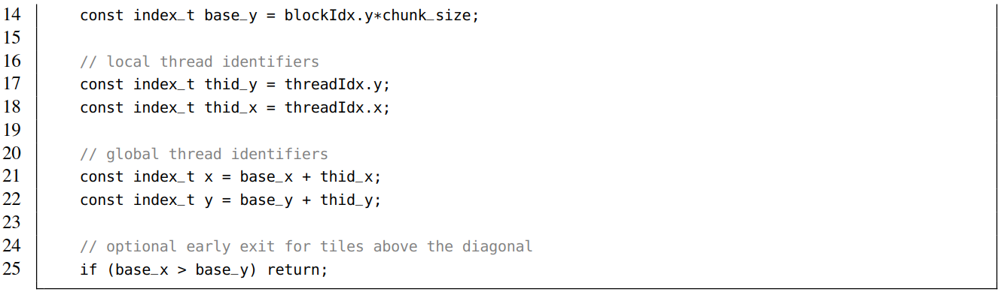 14 const index_t base_y = blockIdx.y*chunk_size;
15
16 // local thread identifiers
17 const index_t thid_y = threadIdx.y;
18 const index_t thid_x = threadIdx.x;
19
20 // global thread identifiers
21 const index_t x = base_x + thid_x;
22 const index_t y = base_y + thid_y;
23
24 // optional early exit for tiles above the diagonal
25 if (base_x > base_y) return;